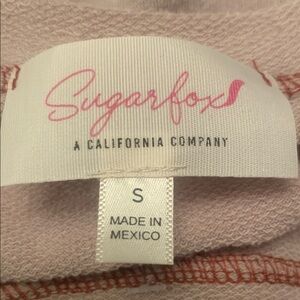 Sugarfox
A CALIFORNIA COMPANY
S
MADE IN
MEXICO